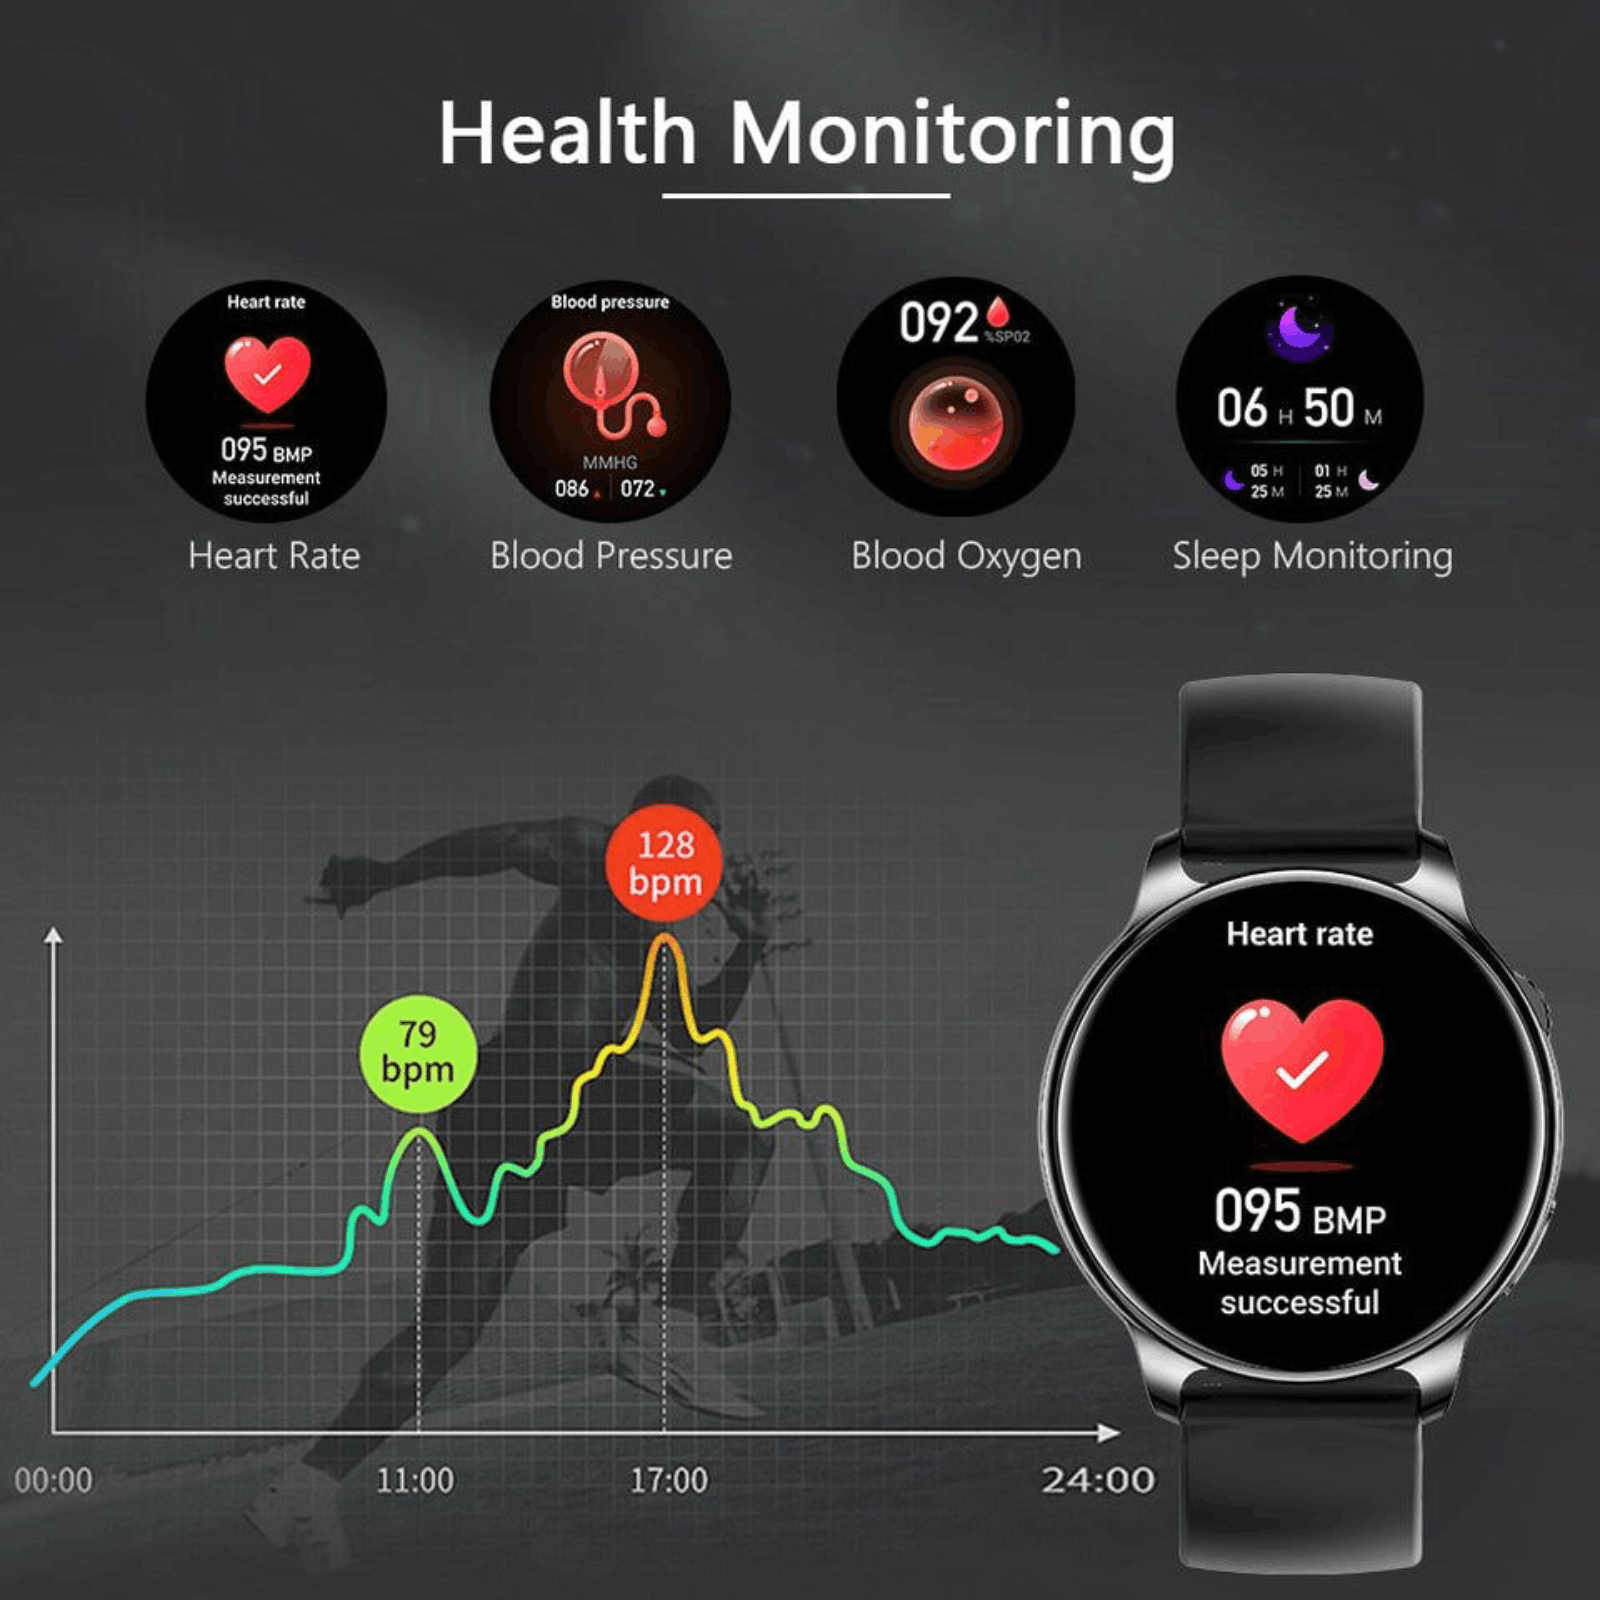 Health Monitoring
Heart rate
095 BMP
Measurement
successful
Heart Rate
Blood pressure
MMHG
086 072
Blood Pressure
092 %SPO2
Blood Oxygen
06 H 50 M
05 H
25 M
01 H
25 M
Sleep Monitoring
128
bpm
79
bpm
00:00 11:00 17:00 24:00
Heart rate
095 BMP
Measurement
successful